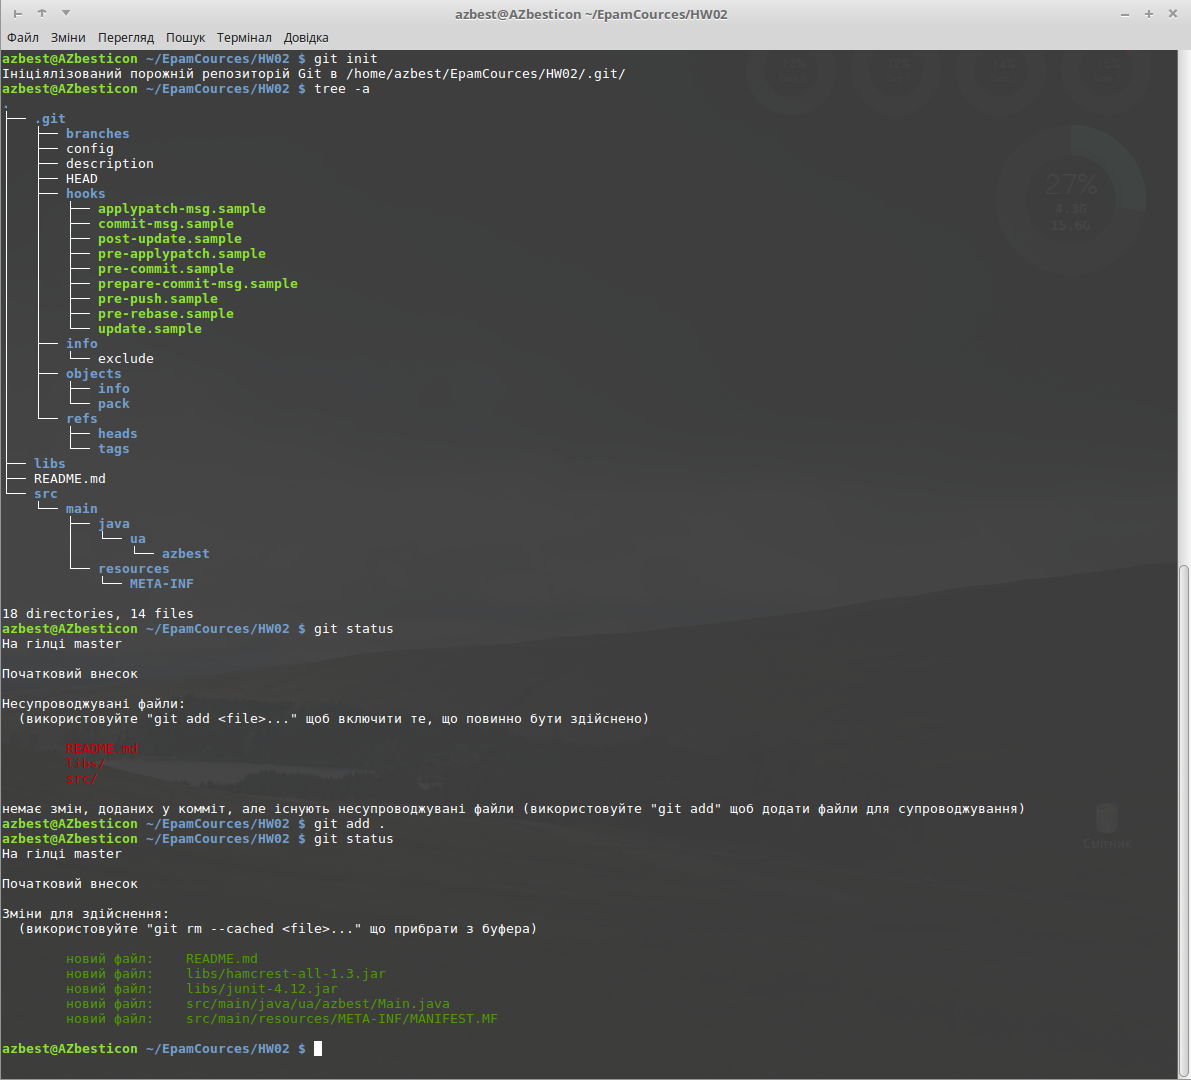 azbest@AZbesticon ~/EpamCources/HW02
Файл Зміни Перегляд Пошук Термінал Довідка
azbest@AZbesticon ~/EpamCources/HW02 $ git init
Ініціялізований порожній репозиторій Git в /home/azbest/EpamCources/HW02/.git/
azbest@AZbesticon ~/EpamCources/HW02 $ tree -a
.
├── .git
│   ├── branches
│   ├── config
│   ├── description
│   ├── HEAD
│   ├── hooks
│   │   ├── applypatch-msg.sample
│   │   ├── commit-msg.sample
│   │   ├── post-update.sample
│   │   ├── pre-applypatch.sample
│   │   ├── pre-commit.sample
│   │   ├── prepare-commit-msg.sample
│   │   ├── pre-push.sample
│   │   ├── pre-rebase.sample
│   │   └── update.sample
│   ├── info
│   │   └── exclude
│   ├── objects
│   │   ├── info
│   │   └── pack
│   └── refs
│       ├── heads
│       └── tags
├── libs
├── README.md
└── src
    └── main
        ├── java
        │   └── ua
        │       └── azbest
        └── resources
            └── META-INF
18 directories, 14 files
azbest@AZbesticon ~/EpamCources/HW02 $ git status
На гілці master
Початковий внесок
Несупроводжувані файли:
(використовуйте "git add <file>..." щоб включити те, що повинно бути здійснено)
README.md
libs/
src/
немає змін, доданих у комміт, але існують несупроводжувані файли (використовуйте "git add" щоб додати файли для супроводжування)
azbest@AZbesticon ~/EpamCources/HW02 $ git add .
azbest@AZbesticon ~/EpamCources/HW02 $ git status
На гілці master
Початковий внесок
Зміни для здійснення:
(використовуйте "git rm --cached <file>..." що прибрати з буфера)
новий файл: README.md
новий файл: libs/hamcrest-all-1.3.jar
новий файл: libs/junit-4.12.jar
новий файл: src/main/java/ua/azbest/Main.java
новий файл: src/main/resources/META-INF/MANIFEST.MF
azbest@AZbesticon ~/EpamCources/HW02 $
27%
4.3G
15.6G
Смітник